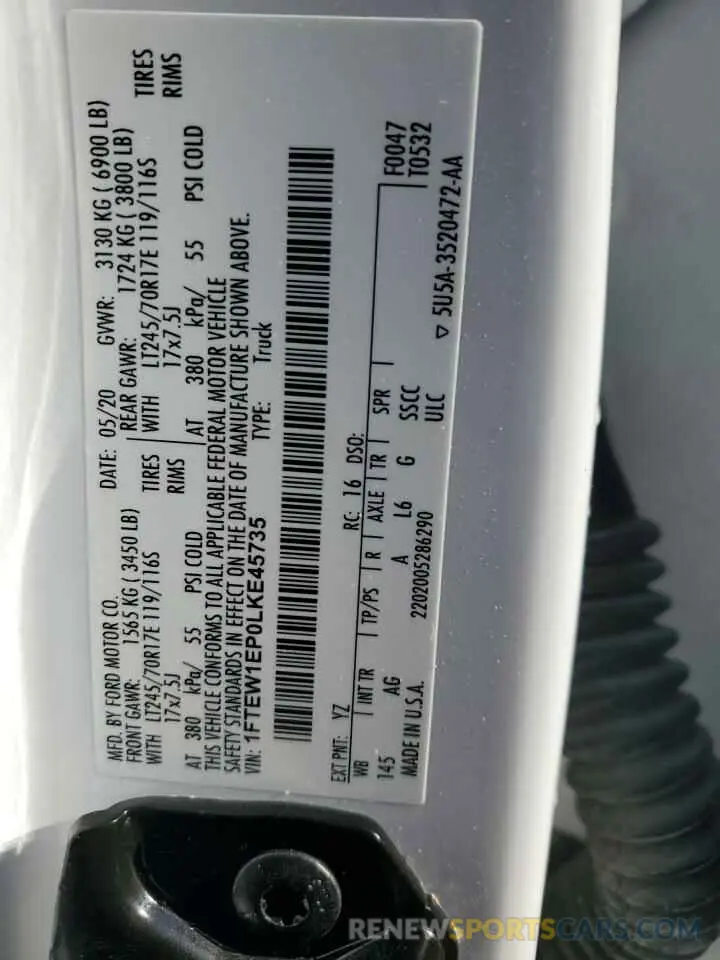 MFD. BY FORD MOTOR CO. DATE: 05/20 GVWR: 3130 KG ( 6900 LB)
FRONT GAWR: 1565 KG ( 3450 LB) REAR GAWR: 1724 KG ( 3800 LB)
WITH LT245/70R17E 119/116S TIRES WITH LT245/70R17E 119/116S TIRES
17x7.5J RIMS 17x7.5J RIMS
AT 380 kPa/ 55 PSI COLD AT 380 kPa/ 55 PSI COLD
THIS VEHICLE CONFORMS TO ALL APPLICABLE FEDERAL MOTOR VEHICLE
SAFETY STANDARDS IN EFFECT ON THE DATE OF MANUFACTURE SHOWN ABOVE.
VIN: 1FTEW1EP0LKE45735 TYPE: Truck
EXT PNT: YZ RC: 16 DSO: F0047
WB INT TR TP/PS R AXLE TR SPR T0532
145 AG A L6 G SSCC
MADE IN U.S.A. 2202005286290 ULC ▽ 5U5A-3520472-AA
RENEWSPORTSCARS.COM